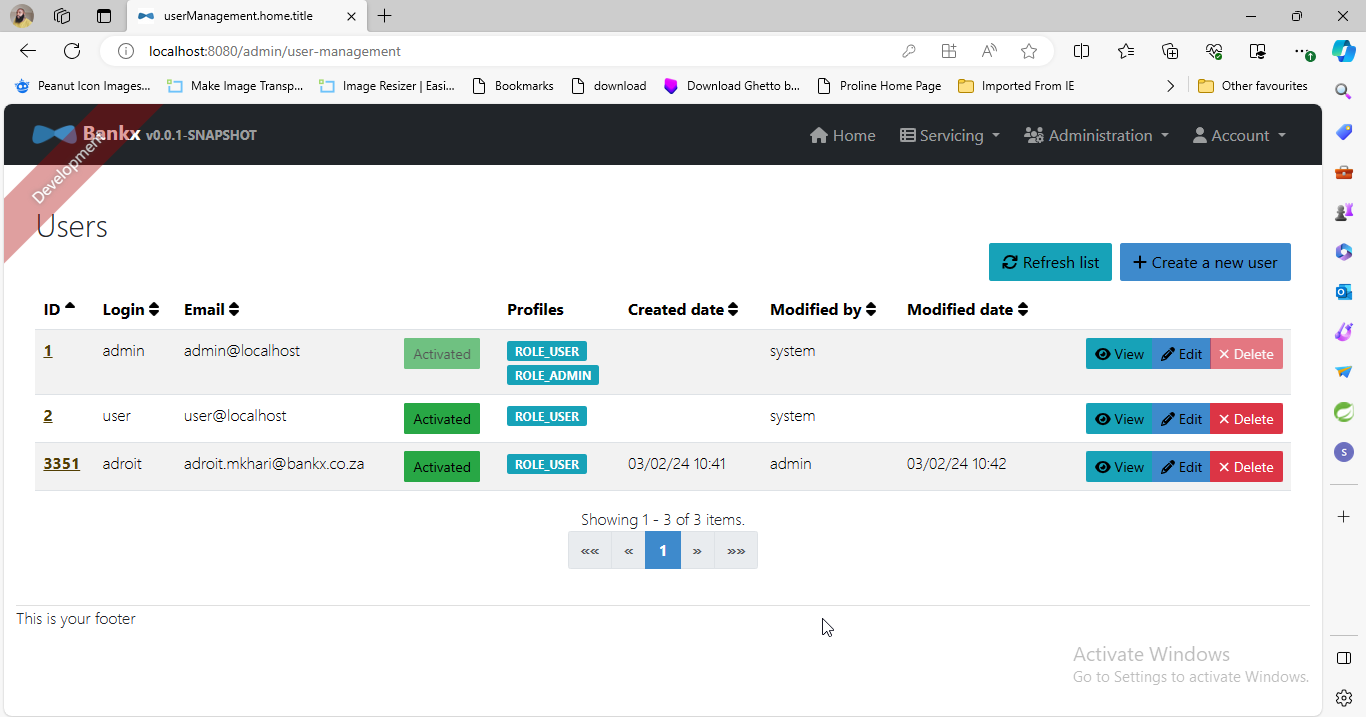 userManagement.home.title
localhost:8080/admin/user-management
Peanut Icon Images... Make Image Transp... Image Resizer | Easi... Bookmarks download Download Ghetto b... Proline Home Page Imported From IE Other favourites
Bankx v0.0.1-SNAPSHOT Home Servicing Administration Account
Development
Users
Refresh list + Create a new user
ID Login Email Profiles Created date Modified by Modified date
1 admin admin@localhost Activated ROLE_USER system View Edit × Delete
ROLE_ADMIN
2 user user@localhost Activated ROLE_USER system View Edit × Delete
3351 adroit adroit.mkhari@bankx.co.za Activated ROLE_USER 03/02/24 10:41 admin 03/02/24 10:42 View Edit × Delete
Showing 1 - 3 of 3 items.
«« « 1 » »»
This is your footer
Activate Windows
Go to Settings to activate Windows.
S